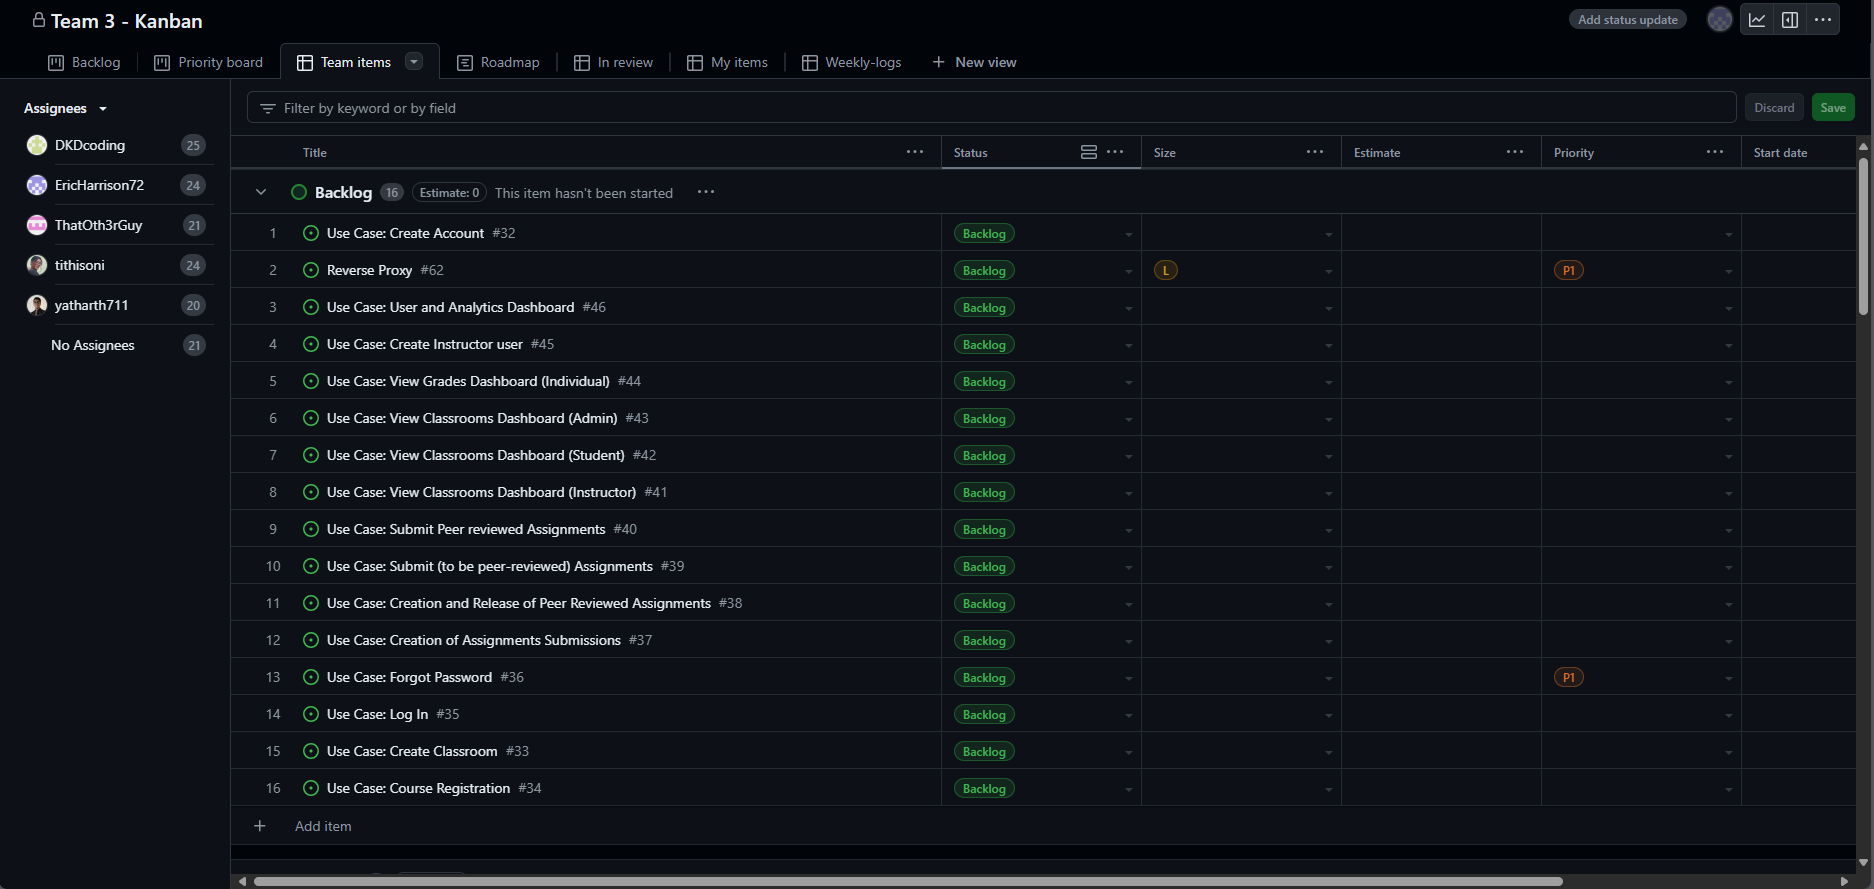 Team 3 - Kanban
Add status update
Backlog
Priority board
Team items
Roadmap
In review
My items
Weekly-logs
New view
Assignees
DKDcoding 25
EricHarrison72 24
ThatOth3rGuy 21
tithisoni 24
yatharth711 20
No Assignees 21
Filter by keyword or by field
Discard
Save
Title Status Size Estimate Priority Start date
Backlog 16 Estimate: 0 This item hasn't been started
1 Use Case: Create Account #32 Backlog
2 Reverse Proxy #62 Backlog L P1
3 Use Case: User and Analytics Dashboard #46 Backlog
4 Use Case: Create Instructor user #45 Backlog
5 Use Case: View Grades Dashboard (Individual) #44 Backlog
6 Use Case: View Classrooms Dashboard (Admin) #43 Backlog
7 Use Case: View Classrooms Dashboard (Student) #42 Backlog
8 Use Case: View Classrooms Dashboard (Instructor) #41 Backlog
9 Use Case: Submit Peer reviewed Assignments #40 Backlog
10 Use Case: Submit (to be peer-reviewed) Assignments #39 Backlog
11 Use Case: Creation and Release of Peer Reviewed Assignments #38 Backlog
12 Use Case: Creation of Assignments Submissions #37 Backlog
13 Use Case: Forgot Password #36 Backlog P1
14 Use Case: Log In #35 Backlog
15 Use Case: Create Classroom #33 Backlog
16 Use Case: Course Registration #34 Backlog
Add item